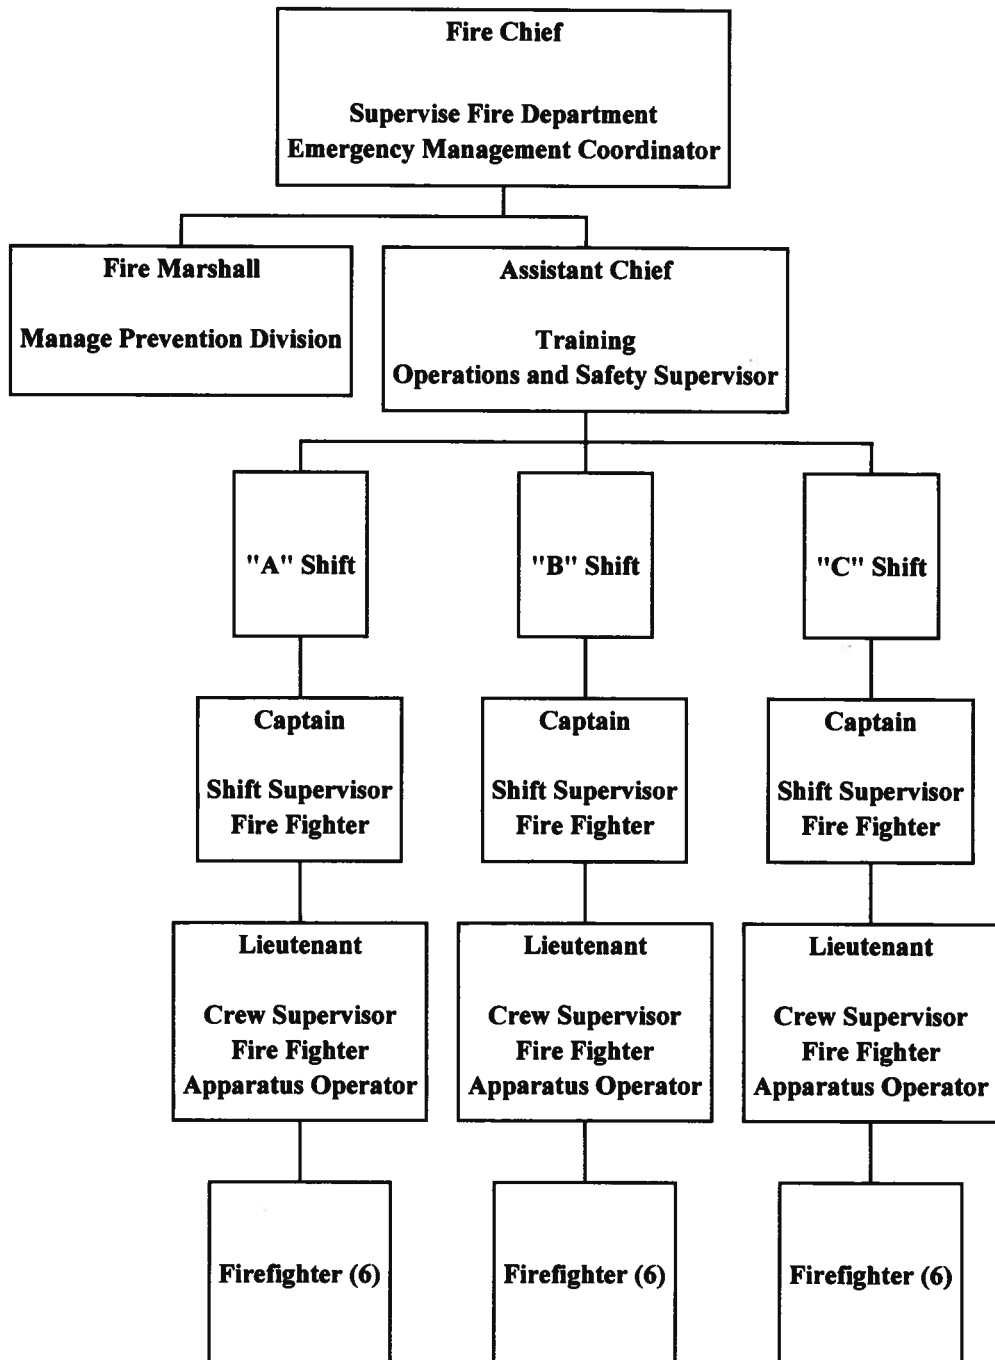 Fire Chief
Supervise Fire Department
Emergency Management Coordinator
Fire Marshall
Manage Prevention Division
Assistant Chief
Training
Operations and Safety Supervisor
"A" Shift
"B" Shift
"C" Shift
Captain
Shift Supervisor
Fire Fighter
Captain
Shift Supervisor
Fire Fighter
Captain
Shift Supervisor
Fire Fighter
Lieutenant
Crew Supervisor
Fire Fighter
Apparatus Operator
Lieutenant
Crew Supervisor
Fire Fighter
Apparatus Operator
Lieutenant
Crew Supervisor
Fire Fighter
Apparatus Operator
Firefighter (6)
Firefighter (6)
Firefighter (6)